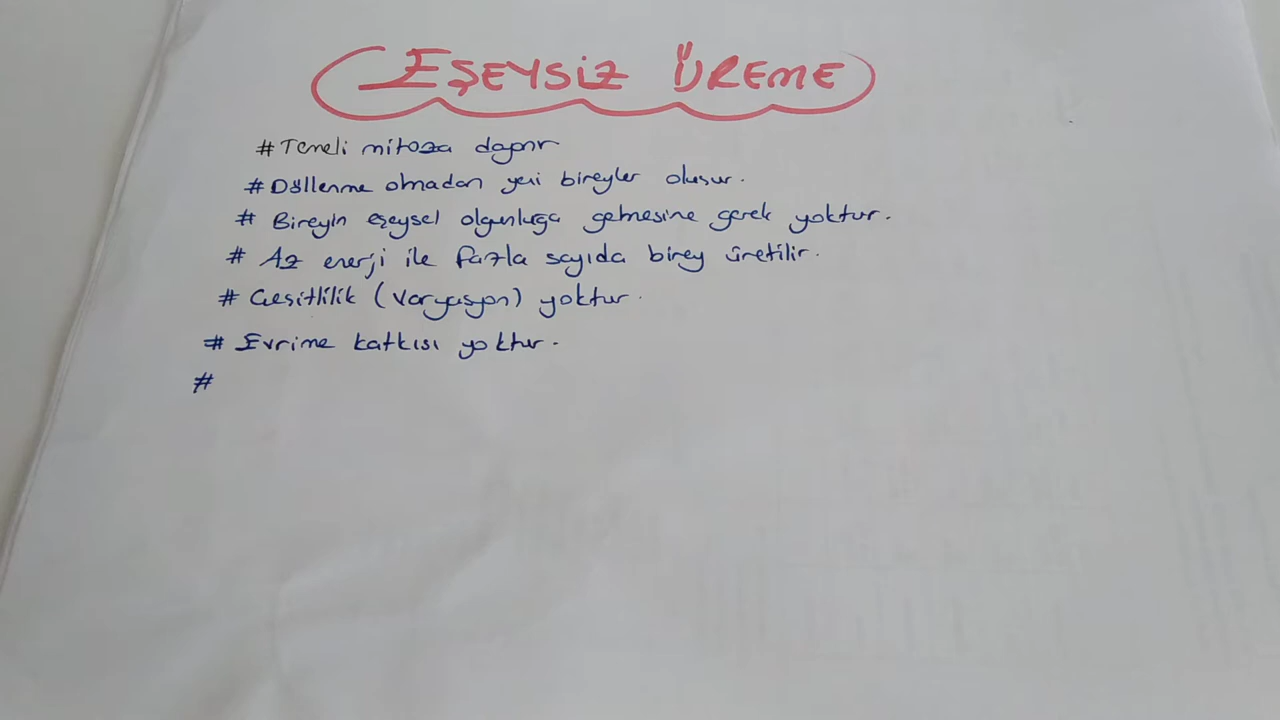 EŞEYSİZ ÜREME
# Temeli mitoza dayanır
# Döllenme olmadan yeni bireyler oluşur.
# Bireyin eşeysel olgunluğa gelmesine gerek yoktur.
# Az enerji ile fazla sayıda birey üretilir.
# Çeşitlilik (varyasyon) yoktur.
# Evrime katkısı yoktur.
#